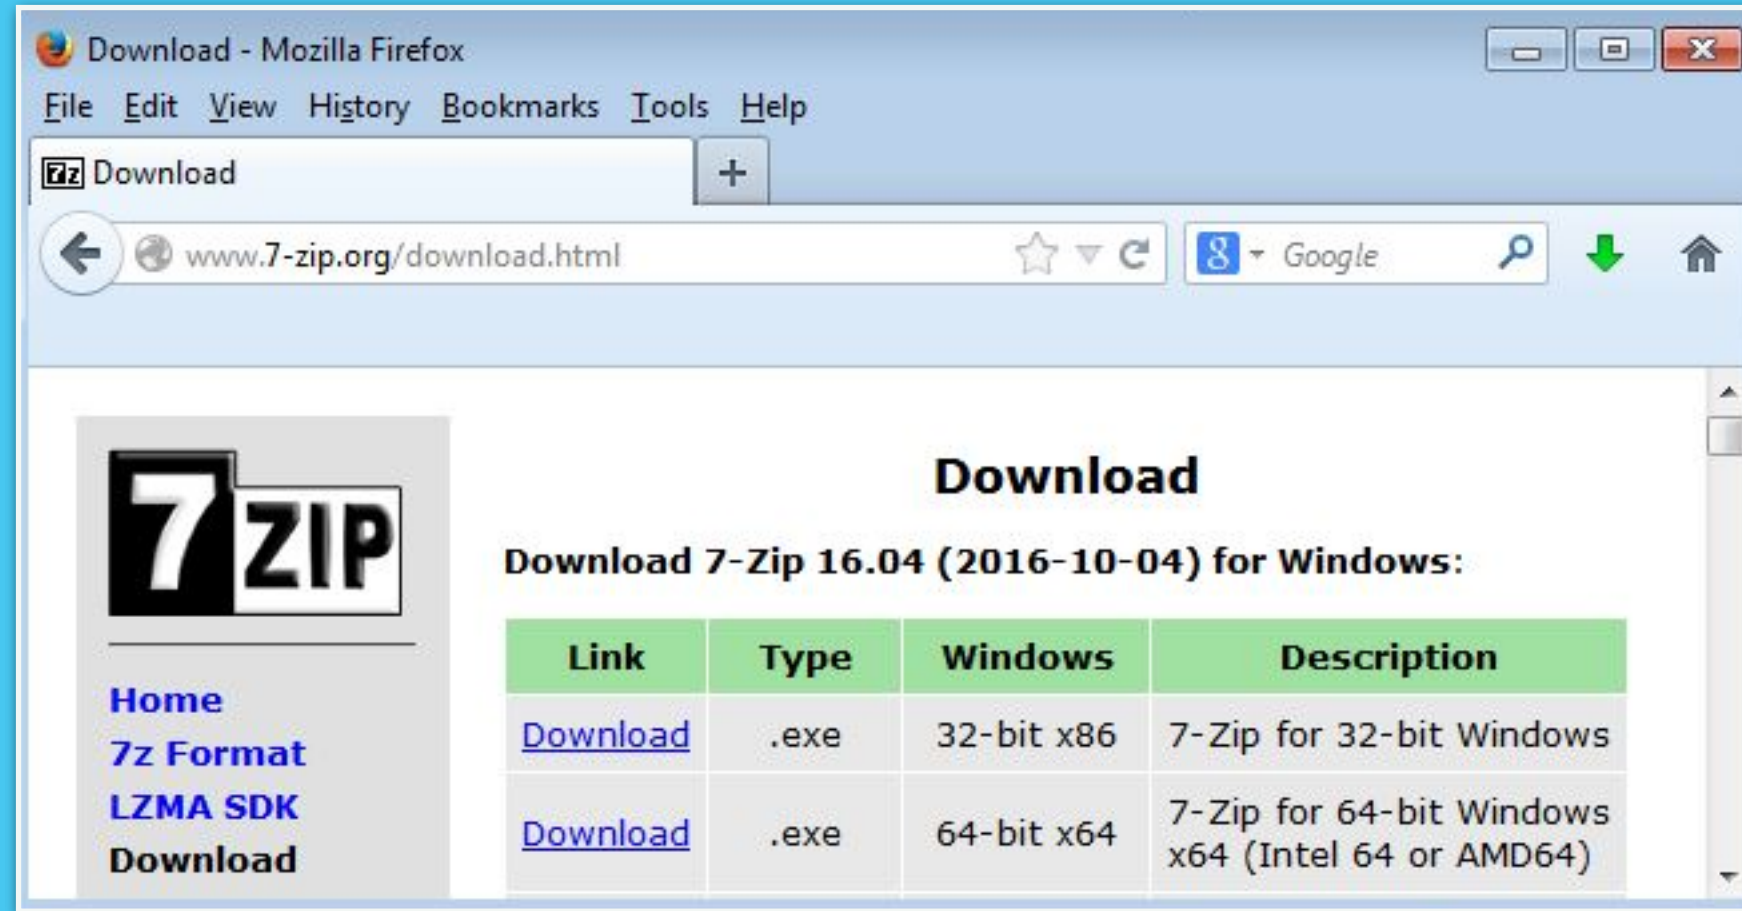 Download - Mozilla Firefox
File Edit View History Bookmarks Tools Help
7z Download +
www.7-zip.org/download.html 8 Google
7 ZIP
Download
Download 7-Zip 16.04 (2016-10-04) for Windows:
Link Type Windows Description
Download .exe 32-bit x86 7-Zip for 32-bit Windows
Download .exe 64-bit x64 7-Zip for 64-bit Windows
x64 (Intel 64 or AMD64)
Home
7z Format
LZMA SDK
Download